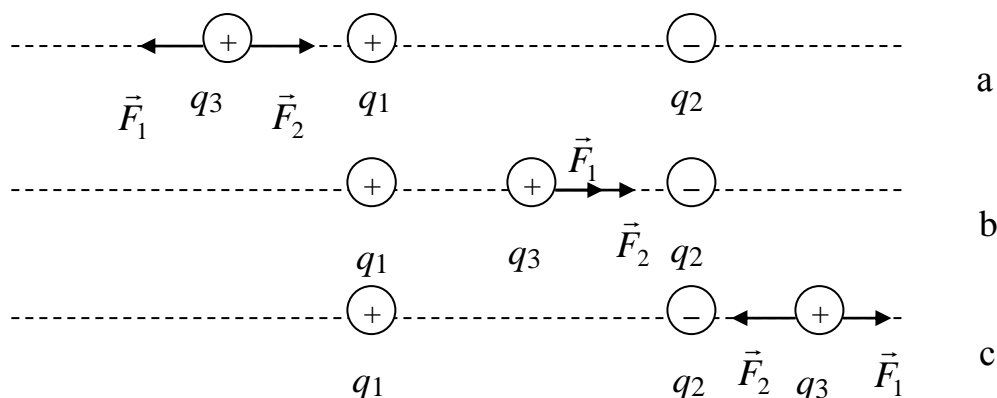 + + –
a
q₃ q₁ q₂
F⃗₁ F⃗₂
F⃗₁
+ + –
b
q₁ q₃ F⃗₂ q₂
+ – +
c
q₁ q₂ F⃗₂ q₃ F⃗₁